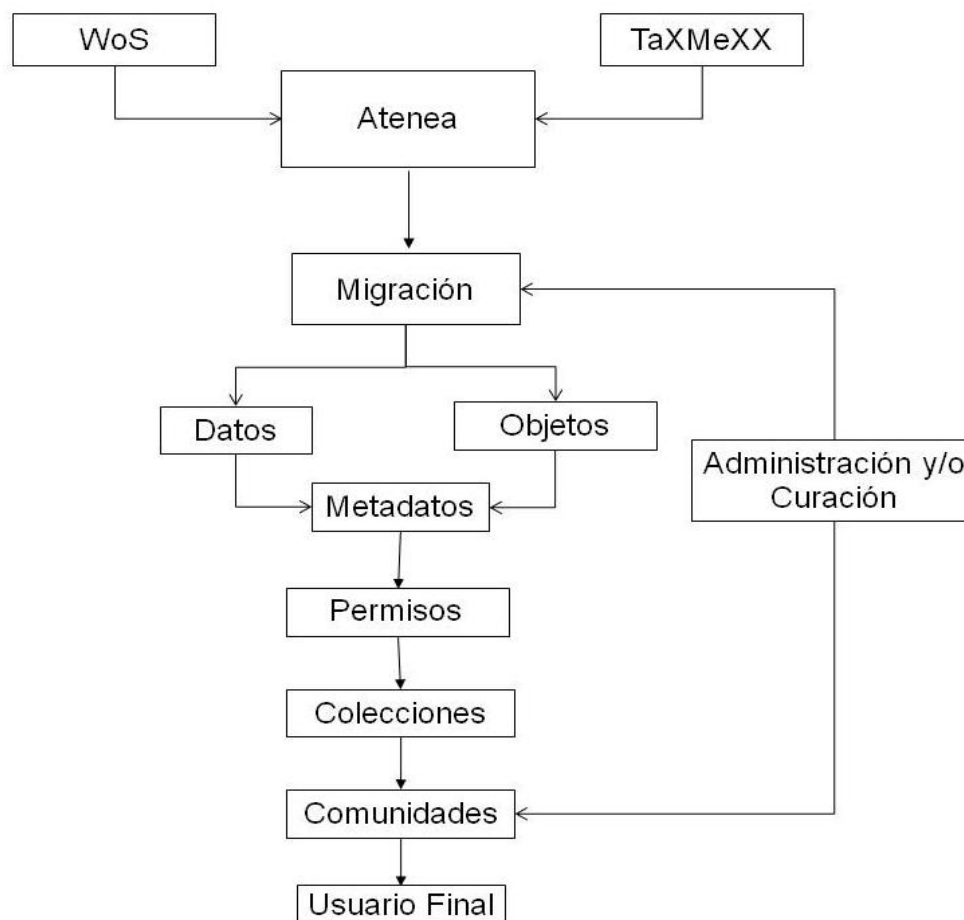 WoS
TaXMeXX
Atenea
Migración
Datos
Objetos
Administración y/o
Curación
Metadatos
Permisos
Colecciones
Comunidades
Usuario Final